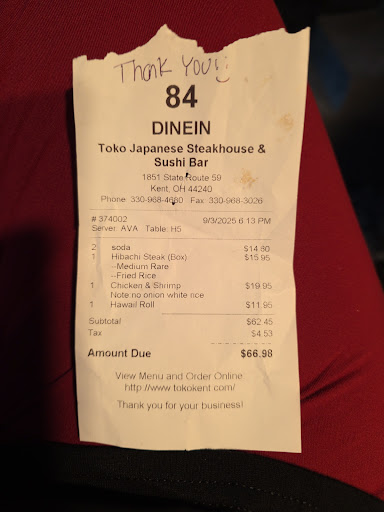 Thank You! :)
84
DINEIN
Toko Japanese Steakhouse &
Sushi Bar
1851 State Route 59
Kent, OH 44240
Phone: 330-968-4680 Fax: 330-968-3026
# 374002 9/3/2025 6:13 PM
Server: AVA Table: H5
2 soda $14.60
1 Hibachi Steak (Box) $15.95
--Medium Rare
--Fried Rice
1 Chicken & Shrimp $19.95
Note no onion white rice
1 Hawaii Roll $11.95
Subtotal $62.45
Tax $4.53
Amount Due $66.98
View Menu and Order Online
http://www.tokokent.com/
Thank you for your business!